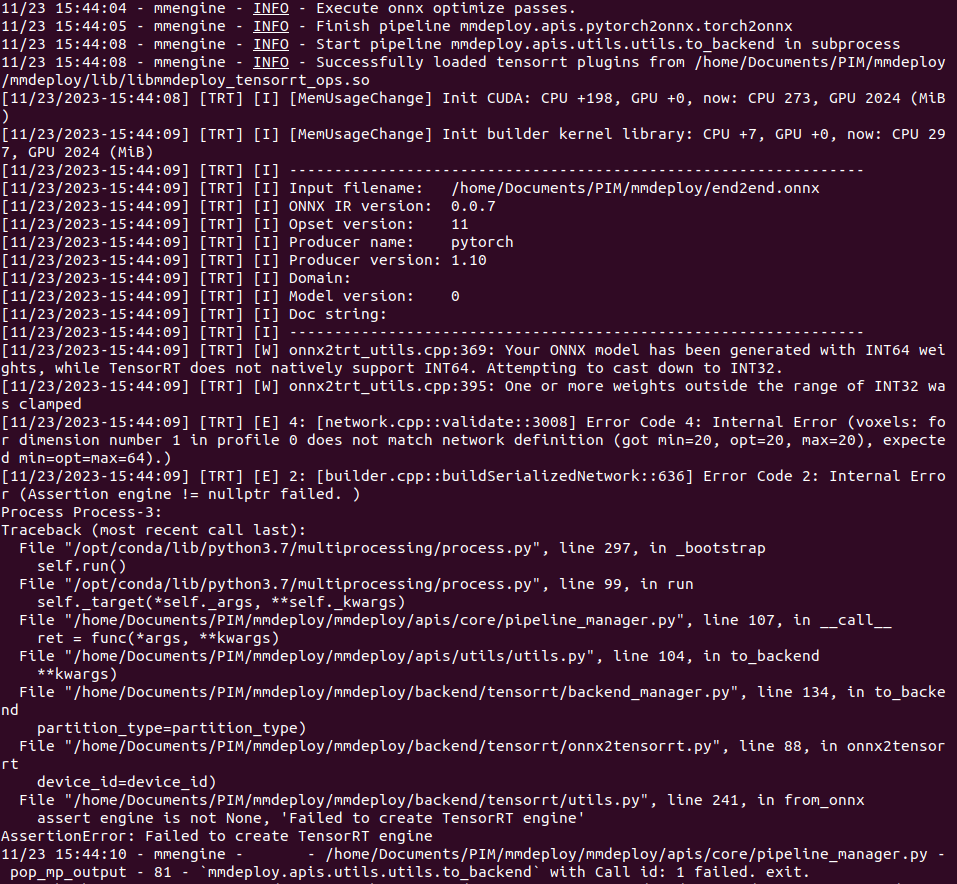 11/23 15:44:04 - mmengine - INFO - Execute onnx optimize passes.
11/23 15:44:05 - mmengine - INFO - Finish pipeline mmdeploy.apis.pytorch2onnx.torch2onnx
11/23 15:44:08 - mmengine - INFO - Start pipeline mmdeploy.apis.utils.utils.to_backend in subprocess
11/23 15:44:08 - mmengine - INFO - Successfully loaded tensorrt plugins from /home/Documents/PIM/mmdeploy
/mmdeploy/lib/libmmdeploy_tensorrt_ops.so
[11/23/2023-15:44:08] [TRT] [I] [MemUsageChange] Init CUDA: CPU +198, GPU +0, now: CPU 273, GPU 2024 (MiB
)
[11/23/2023-15:44:09] [TRT] [I] [MemUsageChange] Init builder kernel library: CPU +7, GPU +0, now: CPU 29
7, GPU 2024 (MiB)
[11/23/2023-15:44:09] [TRT] [I] ----------------------------------------------------------------
[11/23/2023-15:44:09] [TRT] [I] Input filename:   /home/Documents/PIM/mmdeploy/end2end.onnx
[11/23/2023-15:44:09] [TRT] [I] ONNX IR version:  0.0.7
[11/23/2023-15:44:09] [TRT] [I] Opset version:    11
[11/23/2023-15:44:09] [TRT] [I] Producer name:    pytorch
[11/23/2023-15:44:09] [TRT] [I] Producer version: 1.10
[11/23/2023-15:44:09] [TRT] [I] Domain:
[11/23/2023-15:44:09] [TRT] [I] Model version:    0
[11/23/2023-15:44:09] [TRT] [I] Doc string:
[11/23/2023-15:44:09] [TRT] [I] ----------------------------------------------------------------
[11/23/2023-15:44:09] [TRT] [W] onnx2trt_utils.cpp:369: Your ONNX model has been generated with INT64 wei
ghts, while TensorRT does not natively support INT64. Attempting to cast down to INT32.
[11/23/2023-15:44:09] [TRT] [W] onnx2trt_utils.cpp:395: One or more weights outside the range of INT32 wa
s clamped
[11/23/2023-15:44:09] [TRT] [E] 4: [network.cpp::validate::3008] Error Code 4: Internal Error (voxels: fo
r dimension number 1 in profile 0 does not match network definition (got min=20, opt=20, max=20), expecte
d min=opt=max=64).)
[11/23/2023-15:44:09] [TRT] [E] 2: [builder.cpp::buildSerializedNetwork::636] Error Code 2: Internal Erro
r (Assertion engine != nullptr failed. )
Process Process-3:
Traceback (most recent call last):
  File "/opt/conda/lib/python3.7/multiprocessing/process.py", line 297, in _bootstrap
    self.run()
  File "/opt/conda/lib/python3.7/multiprocessing/process.py", line 99, in run
    self._target(*self._args, **self._kwargs)
  File "/home/Documents/PIM/mmdeploy/mmdeploy/apis/core/pipeline_manager.py", line 107, in __call__
    ret = func(*args, **kwargs)
  File "/home/Documents/PIM/mmdeploy/mmdeploy/apis/utils/utils.py", line 104, in to_backend
    **kwargs)
  File "/home/Documents/PIM/mmdeploy/mmdeploy/backend/tensorrt/backend_manager.py", line 134, in to_backe
nd
    partition_type=partition_type)
  File "/home/Documents/PIM/mmdeploy/mmdeploy/backend/tensorrt/onnx2tensorrt.py", line 88, in onnx2tensor
rt
    device_id=device_id)
  File "/home/Documents/PIM/mmdeploy/mmdeploy/backend/tensorrt/utils.py", line 241, in from_onnx
    assert engine is not None, 'Failed to create TensorRT engine'
AssertionError: Failed to create TensorRT engine
11/23 15:44:10 - mmengine -       - /home/Documents/PIM/mmdeploy/mmdeploy/apis/core/pipeline_manager.py -
 pop_mp_output - 81 - `mmdeploy.apis.utils.utils.to_backend` with Call id: 1 failed. exit.